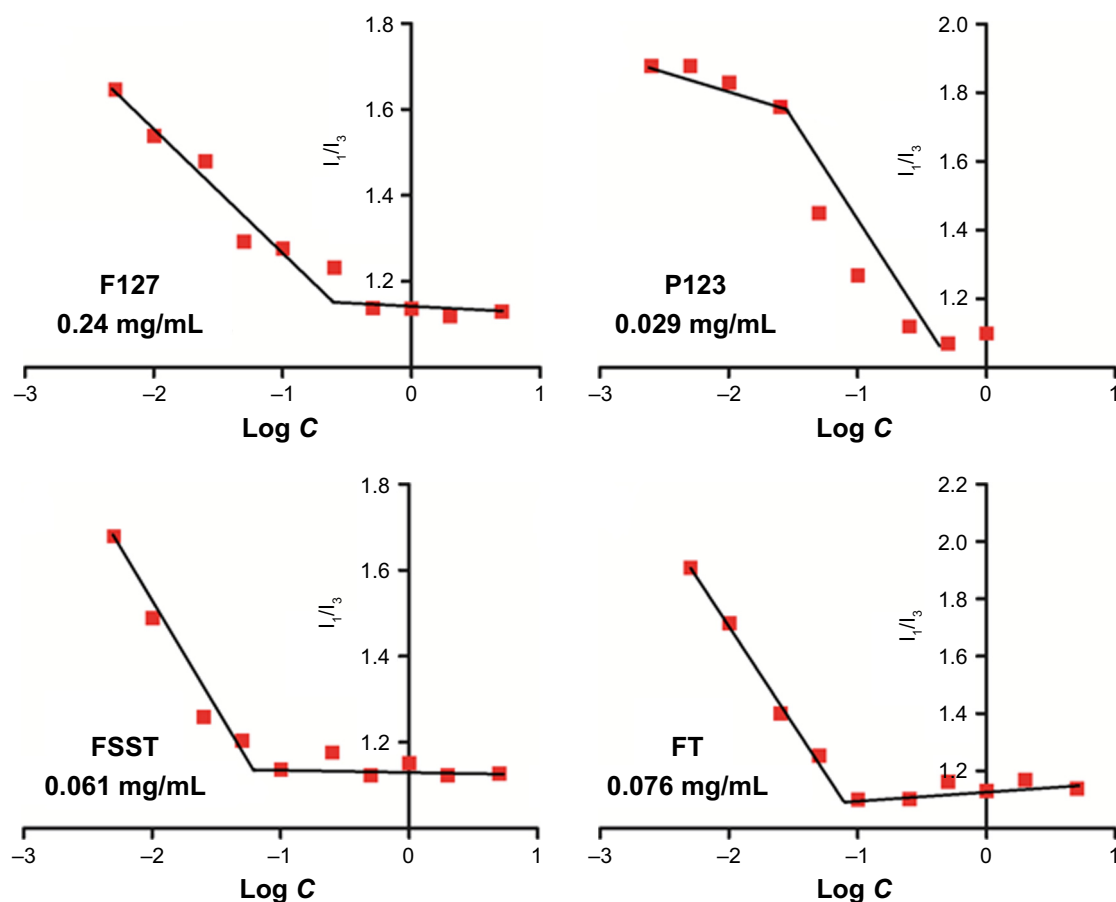 1.8
1.6
1.4
1.2
I₁/I₃
F127
0.24 mg/mL
–3 –2 –1 0 1
Log C
2.0
1.8
1.6
1.4
1.2
I₁/I₃
P123
0.029 mg/mL
–3 –2 –1 0 1
Log C
1.8
1.6
1.4
1.2
I₁/I₃
FSST
0.061 mg/mL
–3 –2 –1 0 1
Log C
2.2
2.0
1.8
1.6
1.4
1.2
I₁/I₃
FT
0.076 mg/mL
–3 –2 –1 0 1
Log C